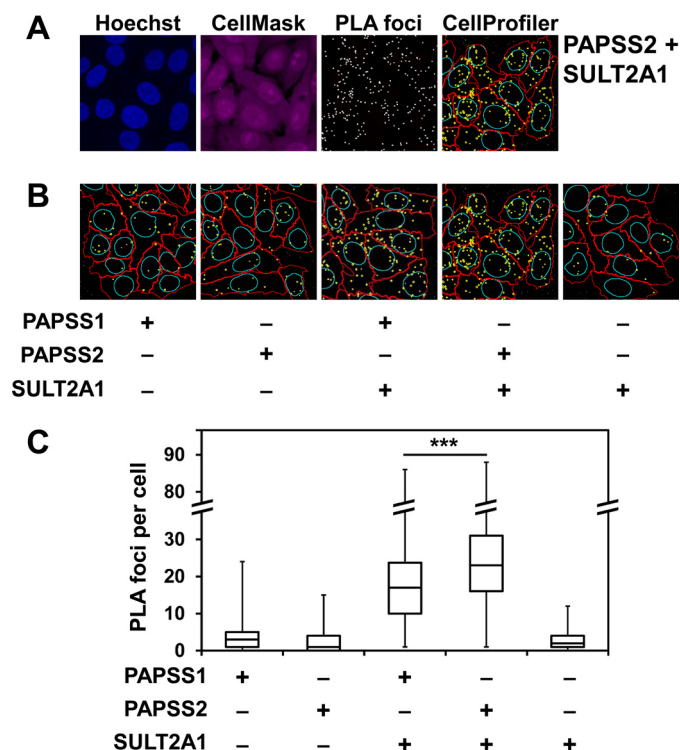 Hoechst CellMask PLA foci CellProfiler
A
PAPSS2 +
SULT2A1
B
PAPSS1 + – + – –
PAPSS2 – + – + –
SULT2A1 – – + + +
C
PLA foci per cell
***
90
80
30
20
10
0
PAPSS1 + – + – –
PAPSS2 – + – + –
SULT2A1 – – + + +